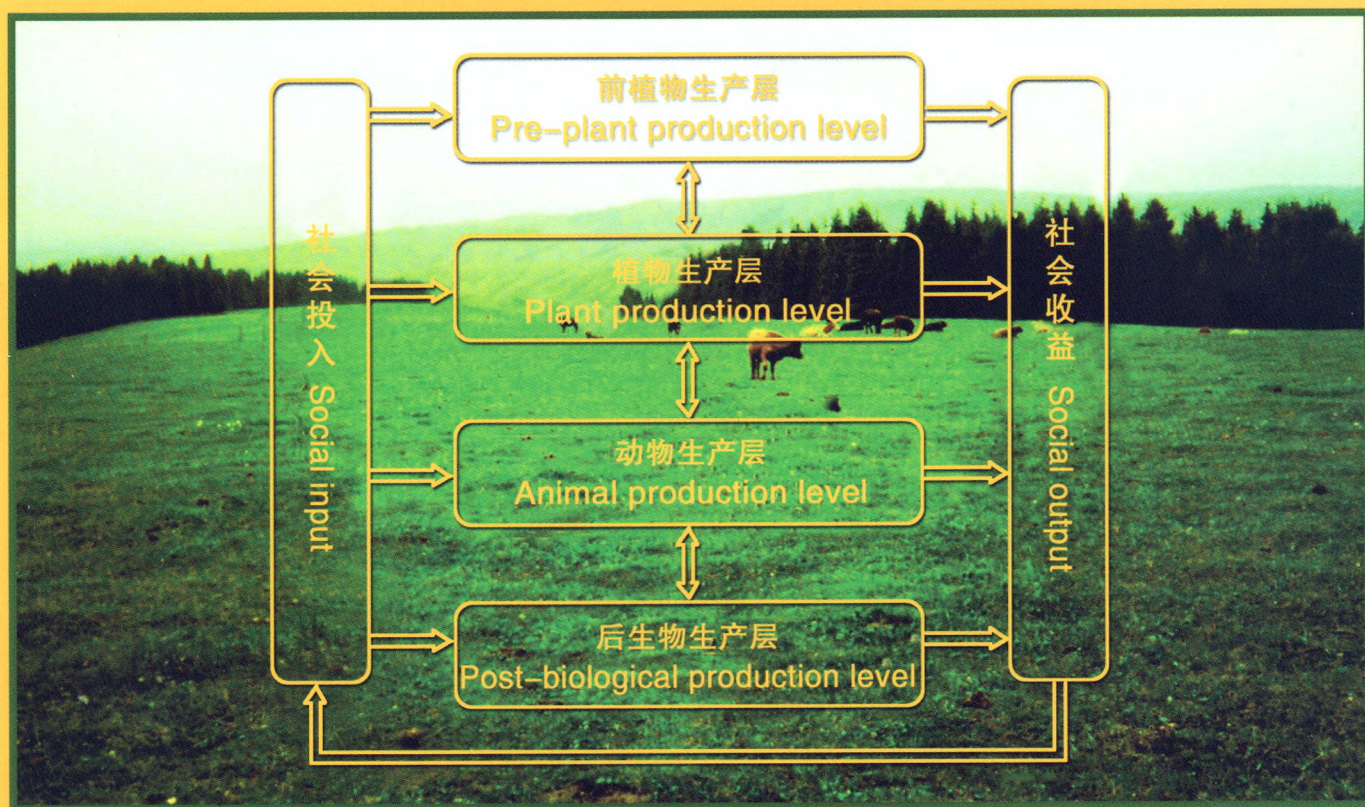 前植物生产层
Pre-plant production level
社会投入 Social input
植物生产层
Plant production level
社会收益 Social output
动物生产层
Animal production level
后生物生产层
Post-biological production level